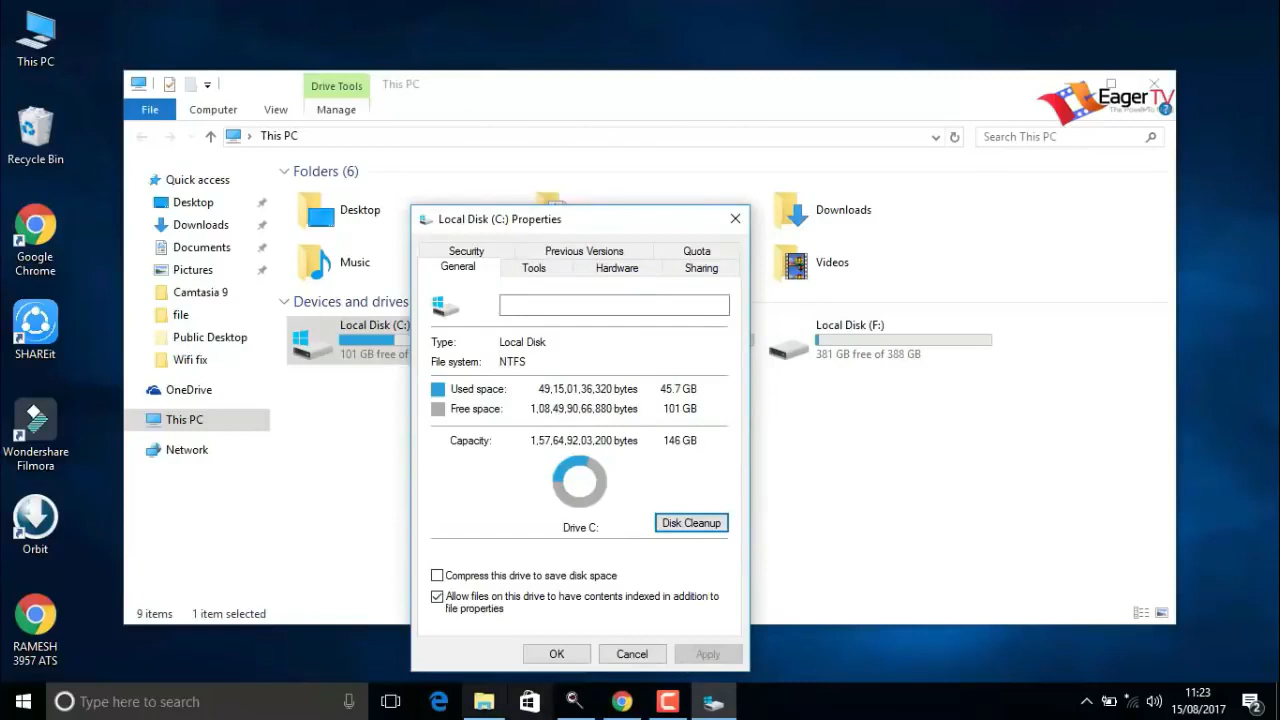 This PC
Recycle Bin
Google
Chrome
SHAREit
Wondershare
Filmora
Orbit
RAMESH
3957 ATS
Drive Tools
This PC
File
Computer
View
Manage
EagerTV
This PC
Search This PC
Quick access
Desktop
Downloads
Documents
Pictures
Camtasia 9
file
Public Desktop
Wifi fix
OneDrive
This PC
Network
Folders (6)
Desktop
Downloads
Music
Videos
Devices and drives
Local Disk (C:)
101 GB free of
Local Disk (F:)
381 GB free of 388 GB
9 items
1 item selected
Local Disk (C:) Properties
Security
Previous Versions
Quota
General
Tools
Hardware
Sharing
Type: Local Disk
File system: NTFS
Used space: 49,15,01,36,320 bytes 45.7 GB
Free space: 1,08,49,90,66,880 bytes 101 GB
Capacity: 1,57,64,92,03,200 bytes 146 GB
Drive C:
Disk Cleanup
Compress this drive to save disk space
Allow files on this drive to have contents indexed in addition to
file properties
OK
Cancel
Apply
Type here to search
11:23
15/08/2017
2